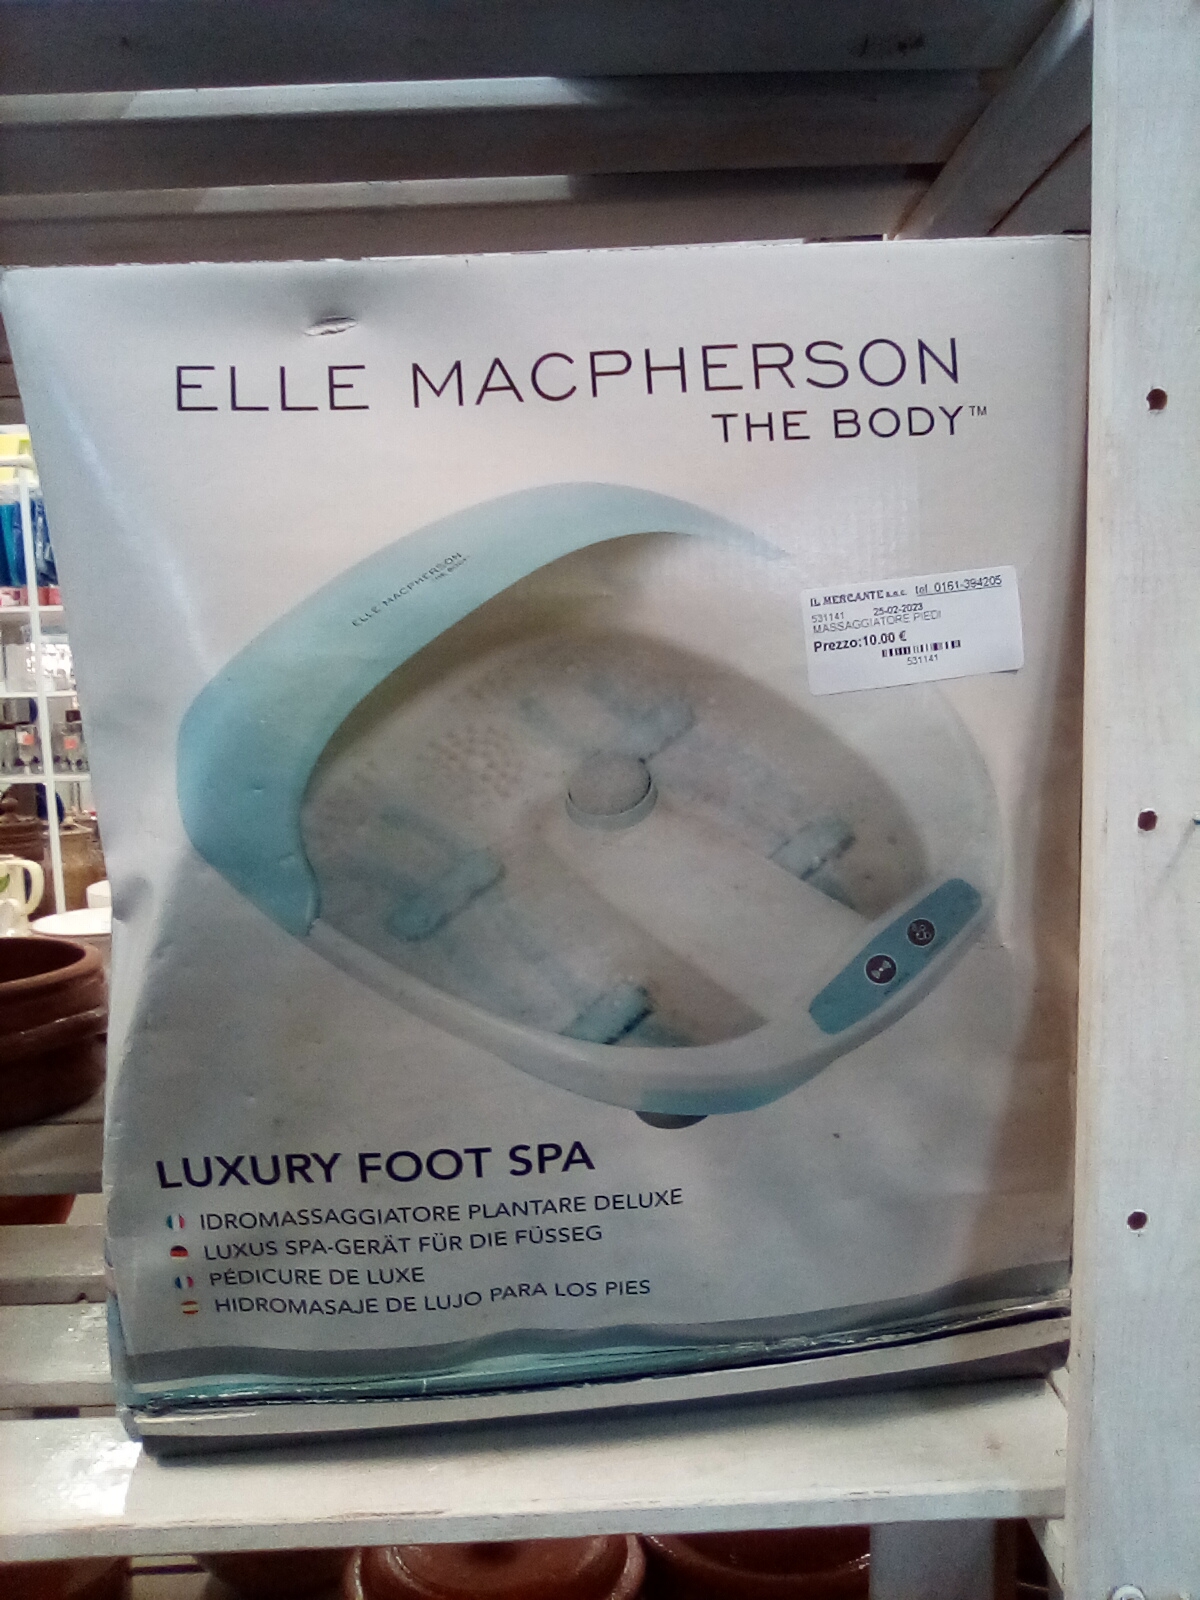 ELLE MACPHERSON
THE BODY™
ELLE MACPHERSON
THE BODY
IL MERCANTE s.n.c. tel. 0161-394205
531141 25-02-2023
MASSAGGIATORE PIEDI
Prezzo:10.00 €
531141
LUXURY FOOT SPA
IDROMASSAGGIATORE PLANTARE DELUXE
LUXUS SPA-GERÄT FÜR DIE FÜSSEG
PÉDICURE DE LUXE
HIDROMASAJE DE LUJO PARA LOS PIES